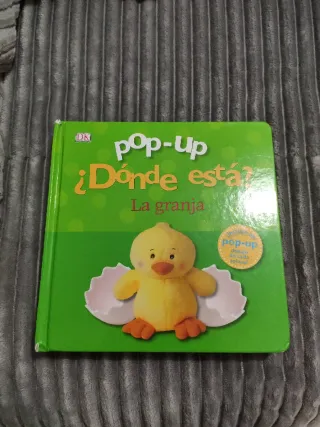 DK
pop-up
¿Dónde está?
La granja
pop-up